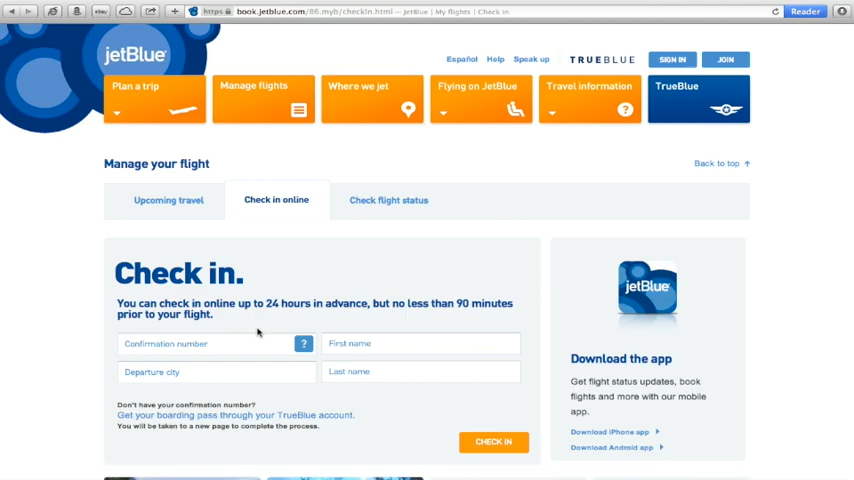 https book.jetblue.com/86.myb/checkin.html — JetBlue | My flights | Check in Reader
ebay
jetBlue
Español Help Speak up TRUEBLUE SIGN IN JOIN
Plan a trip Manage flights Where we jet Flying on JetBlue Travel information TrueBlue
Manage your flight
Back to top
Upcoming travel Check in online Check flight status
Check in.
You can check in online up to 24 hours in advance, but no less than 90 minutes
prior to your flight.
Confirmation number ? First name
Departure city Last name
Don't have your confirmation number?
Get your boarding pass through your TrueBlue account.
You will be taken to a new page to complete the process.
CHECK IN
jetBlue
Download the app
Get flight status updates, book
flights and more with our mobile
app.
Download iPhone app
Download Android app